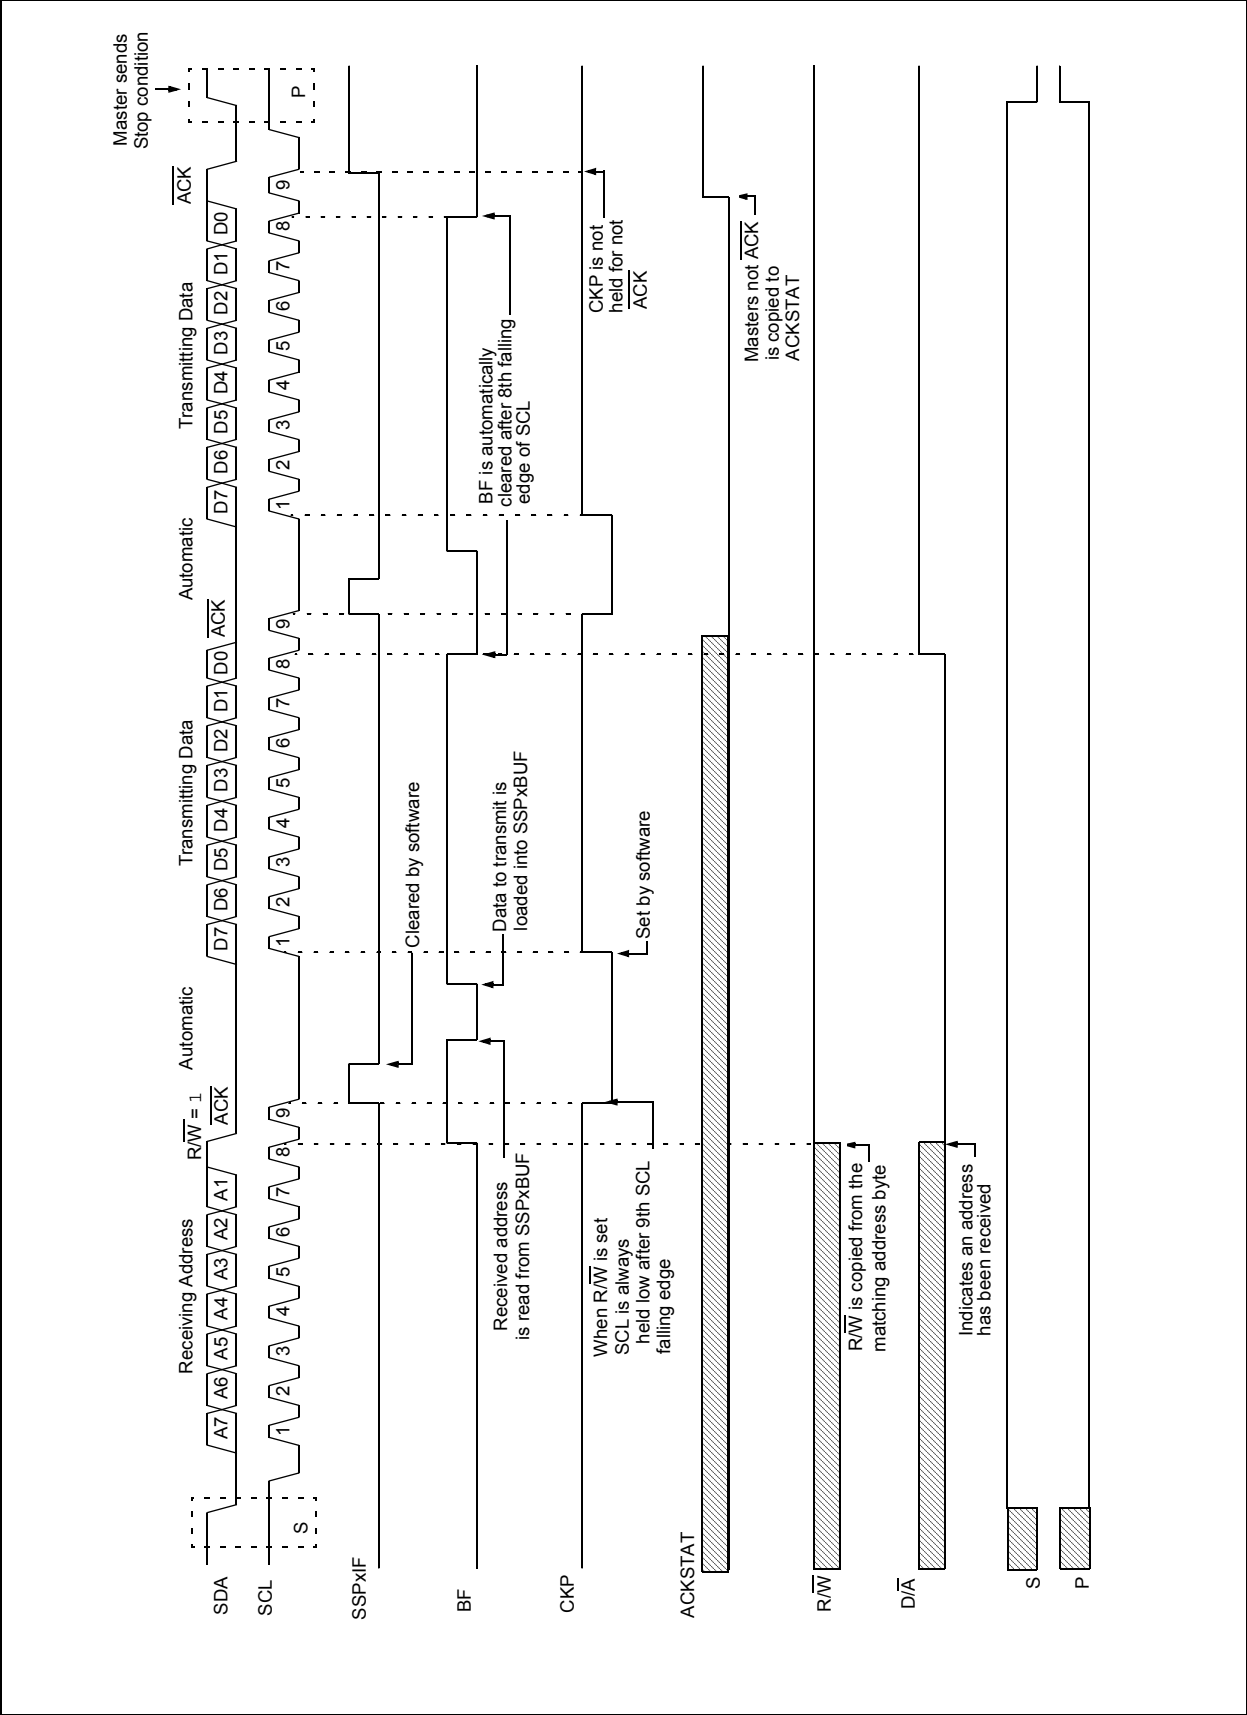 Master sends
Stop condition
Receiving Address
R/W = 1
Automatic
Transmitting Data
Automatic
Transmitting Data
ACK
SDA
A7 A6 A5 A4 A3 A2 A1
ACK
D7 D6 D5 D4 D3 D2 D1 D0
ACK
D7 D6 D5 D4 D3 D2 D1 D0
SCL
S
1 2 3 4 5 6 7 8 9
1 2 3 4 5 6 7 8 9
1 2 3 4 5 6 7 8 9
P
SSPxIF
Cleared by software
BF
Received address
is read from SSPxBUF
Data to transmit is
loaded into SSPxBUF
BF is automatically
cleared after 8th falling
edge of SCL
CKP
When R/W is set
SCL is always
held low after 9th SCL
falling edge
Set by software
CKP is not
held for not
ACK
ACKSTAT
Masters not ACK
is copied to
ACKSTAT
R/W
R/W is copied from the
matching address byte
D/A
Indicates an address
has been received
S
P